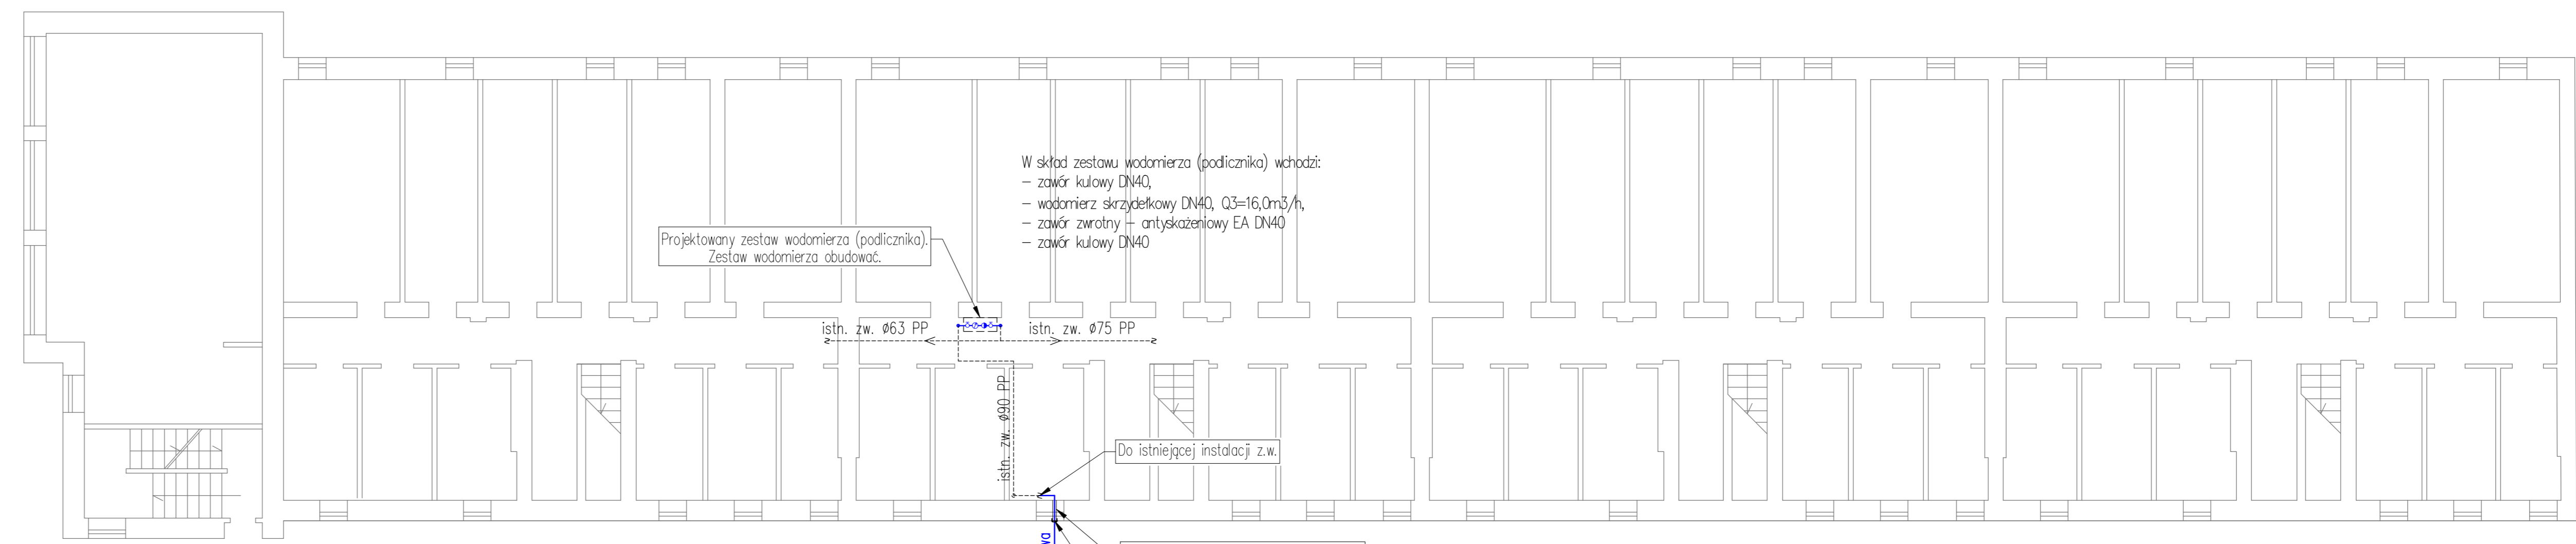 W skład zestawu wodomierza (podlicznika) wchodzi:
– zawór kulowy DN40,
– wodomierz skrzydełkowy DN40, Q3=16,0m3/h,
– zawór zwrotny – antyskażeniowy EA DN40
– zawór kulowy DN40
Projektowany zestaw wodomierza (podlicznika).
Zestaw wodomierza obudować.
istn. zw. Ø63 PP
istn. zw. Ø75 PP
istn. zw. Ø90 PP
Do istniejącej instalacji z.w.